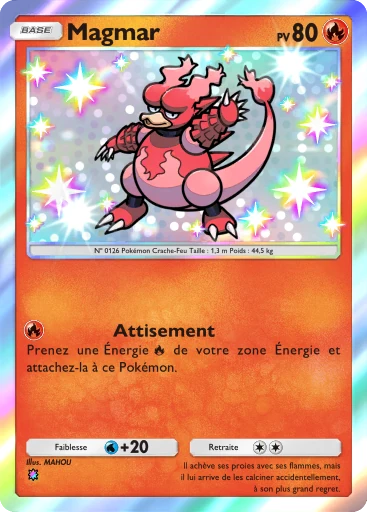 BASE Magmar PV 80
N° 0126 Pokémon Crache-Feu Taille : 1,3 m Poids : 44,5 kg
Attisement
Prenez une Énergie de votre zone Énergie et
attachez-la à ce Pokémon.
Faiblesse +20 Retraite
Illus. MAHOU
Il achève ses proies avec ses flammes, mais
il lui arrive de les calciner accidentellement,
à son plus grand regret.